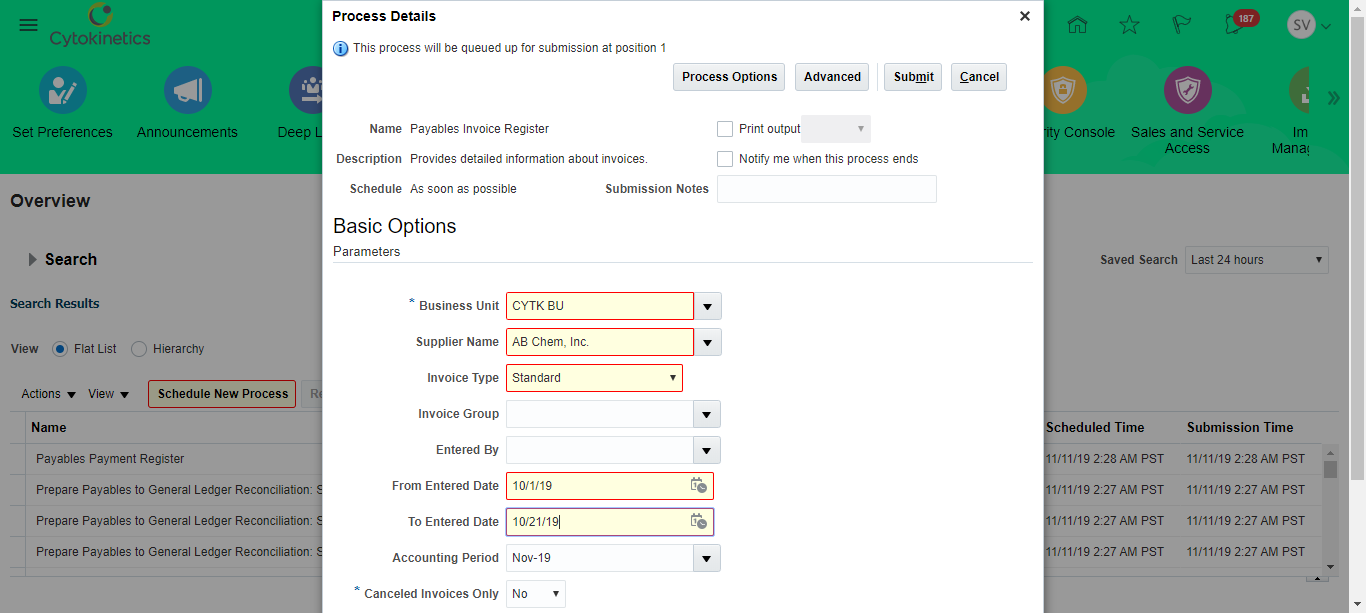 Cytokinetics
187
SV
Set Preferences
Announcements
Deep L
rity Console
Sales and Service
Access
Im
Manag
Overview
Search
Saved Search Last 24 hours
Search Results
View Flat List Hierarchy
Actions View Schedule New Process Re
Name
Scheduled Time Submission Time
Payables Payment Register
11/11/19 2:28 AM PST 11/11/19 2:28 AM PST
Prepare Payables to General Ledger Reconciliation: S
11/11/19 2:27 AM PST 11/11/19 2:27 AM PST
Prepare Payables to General Ledger Reconciliation: S
11/11/19 2:27 AM PST 11/11/19 2:27 AM PST
Prepare Payables to General Ledger Reconciliation: S
11/11/19 2:27 AM PST 11/11/19 2:27 AM PST
Process Details
This process will be queued up for submission at position 1
Process Options Advanced Submit Cancel
Name Payables Invoice Register Print output
Description Provides detailed information about invoices. Notify me when this process ends
Schedule As soon as possible Submission Notes
Basic Options
Parameters
* Business Unit CYTK BU
Supplier Name AB Chem, Inc.
Invoice Type Standard
Invoice Group
Entered By
From Entered Date 10/1/19
To Entered Date 10/21/19
Accounting Period Nov-19
* Canceled Invoices Only No